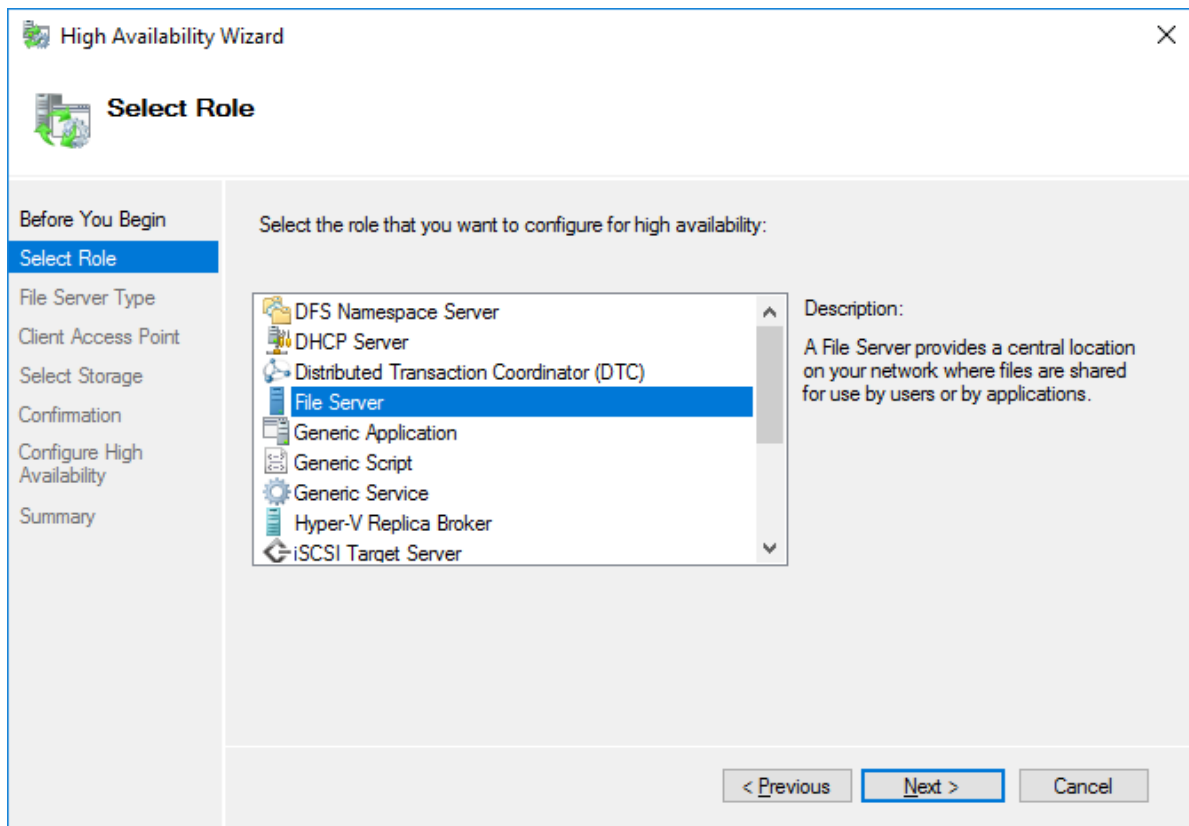 High Availability Wizard
Select Role
Before You Begin
Select Role
File Server Type
Client Access Point
Select Storage
Confirmation
Configure High
Availability
Summary
Select the role that you want to configure for high availability:
DFS Namespace Server
DHCP Server
Distributed Transaction Coordinator (DTC)
File Server
Generic Application
Generic Script
Generic Service
Hyper-V Replica Broker
iSCSI Target Server
Description:
A File Server provides a central location
on your network where files are shared
for use by users or by applications.
< Previous
Next >
Cancel